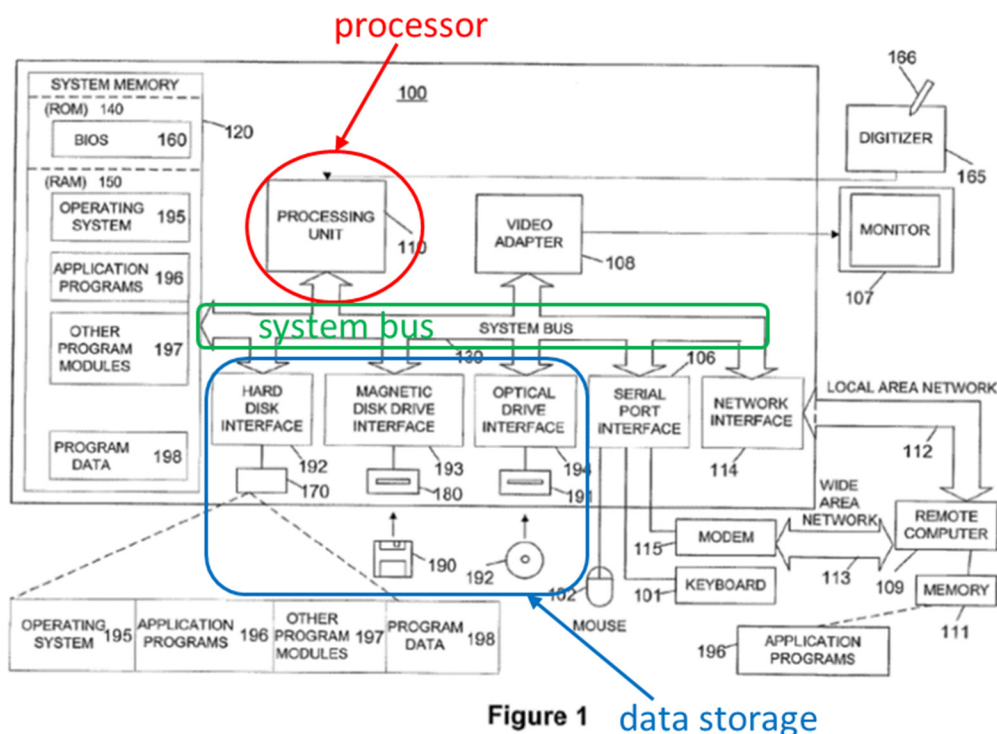 processor
SYSTEM MEMORY
(ROM) 140
BIOS 160
120
(RAM) 150
OPERATING
SYSTEM 195
APPLICATION
PROGRAMS 196
OTHER
PROGRAM
MODULES 197
PROGRAM
DATA 198
100
PROCESSING
UNIT
110
VIDEO
ADAPTER
108
166
DIGITIZER
165
MONITOR
107
system bus
SYSTEM BUS
130
106
HARD
DISK
INTERFACE
192
170
MAGNETIC
DISK DRIVE
INTERFACE
193
180
OPTICAL
DRIVE
INTERFACE
194
191
SERIAL
PORT
INTERFACE
NETWORK
INTERFACE
114
LOCAL AREA NETWORK
112
WIDE
AREA
NETWORK
190
192
102
MOUSE
MODEM
115
KEYBOARD
101
113
REMOTE
COMPUTER
109
MEMORY
111
196
APPLICATION
PROGRAMS
OPERATING
SYSTEM 195
APPLICATION
PROGRAMS 196
OTHER
PROGRAM
MODULES 197
PROGRAM
DATA 198
Figure 1
data storage